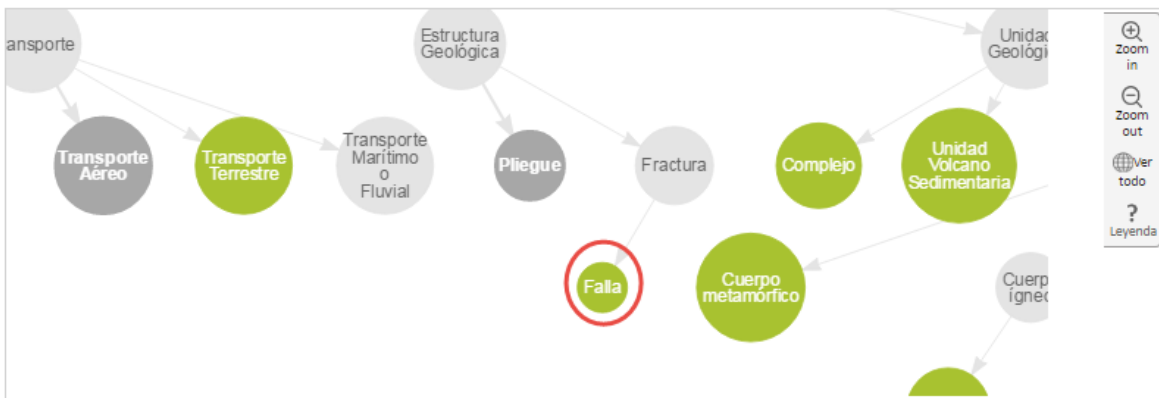 ansporte
Estructura
Geológica
Unidad
Geológi
Zoom
in
Zoom
out
Ver
todo
?
Leyenda
Transporte
Aéreo
Transporte
Terrestre
Transporte
Marítimo
o
Fluvial
Pliegue
Fractura
Complejo
Unidad
Volcano
Sedimentaria
Falla
Cuerpo
metamórfico
Cuerp
ígneo